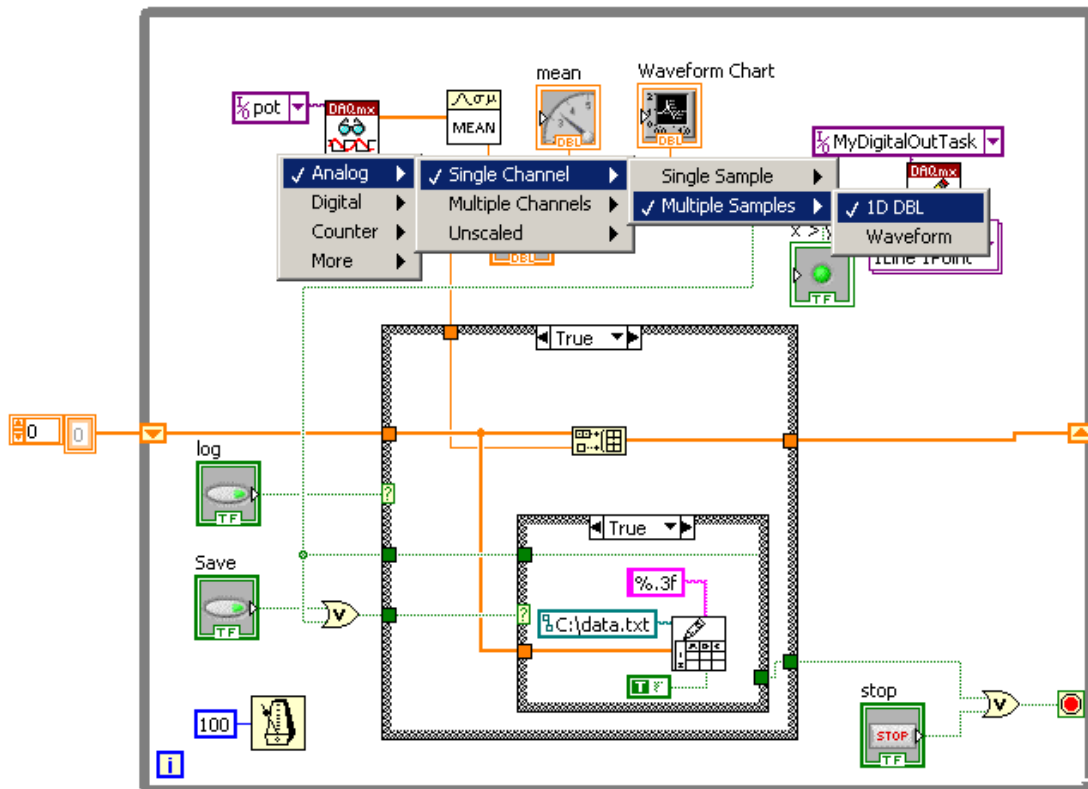 mean
Waveform Chart
pot
DAQmx
MEAN
DBL
MyDigitalOutTask
DAQmx
Analog
Digital
Counter
More
Single Channel
Multiple Channels
Unscaled
Single Sample
Multiple Samples
1D DBL
Waveform
x > y
1Line 1Point
DBL
TF
True
0
0
log
TF
?
True
Save
TF
V
%.3f
?
C:\data.txt
T F
stop
STOP
TF
V
100
i